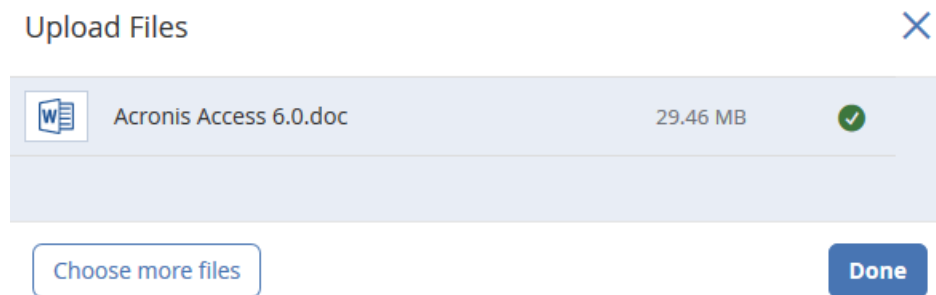 Upload Files
W
Acronis Access 6.0.doc 29.46 MB
Choose more files Done